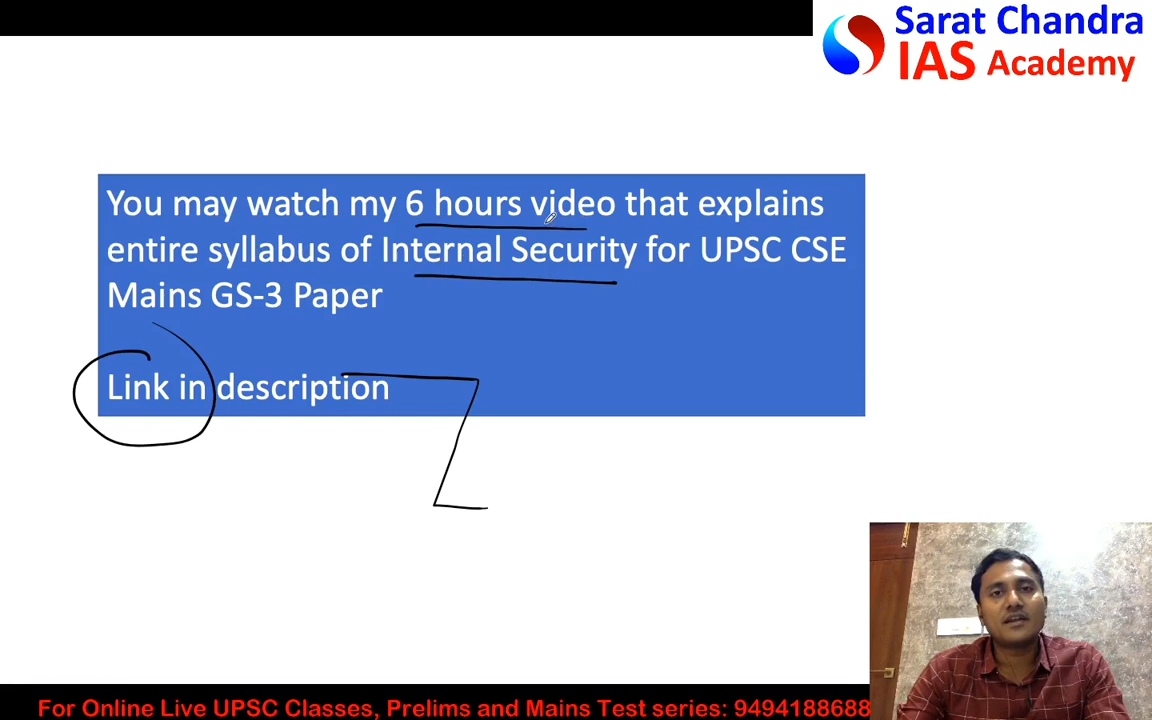 Sarat Chandra
IAS Academy
You may watch my 6 hours video that explains
entire syllabus of Internal Security for UPSC CSE
Mains GS-3 Paper
Link in description
For Online Live UPSC Classes, Prelims and Mains Test series: 9494188688